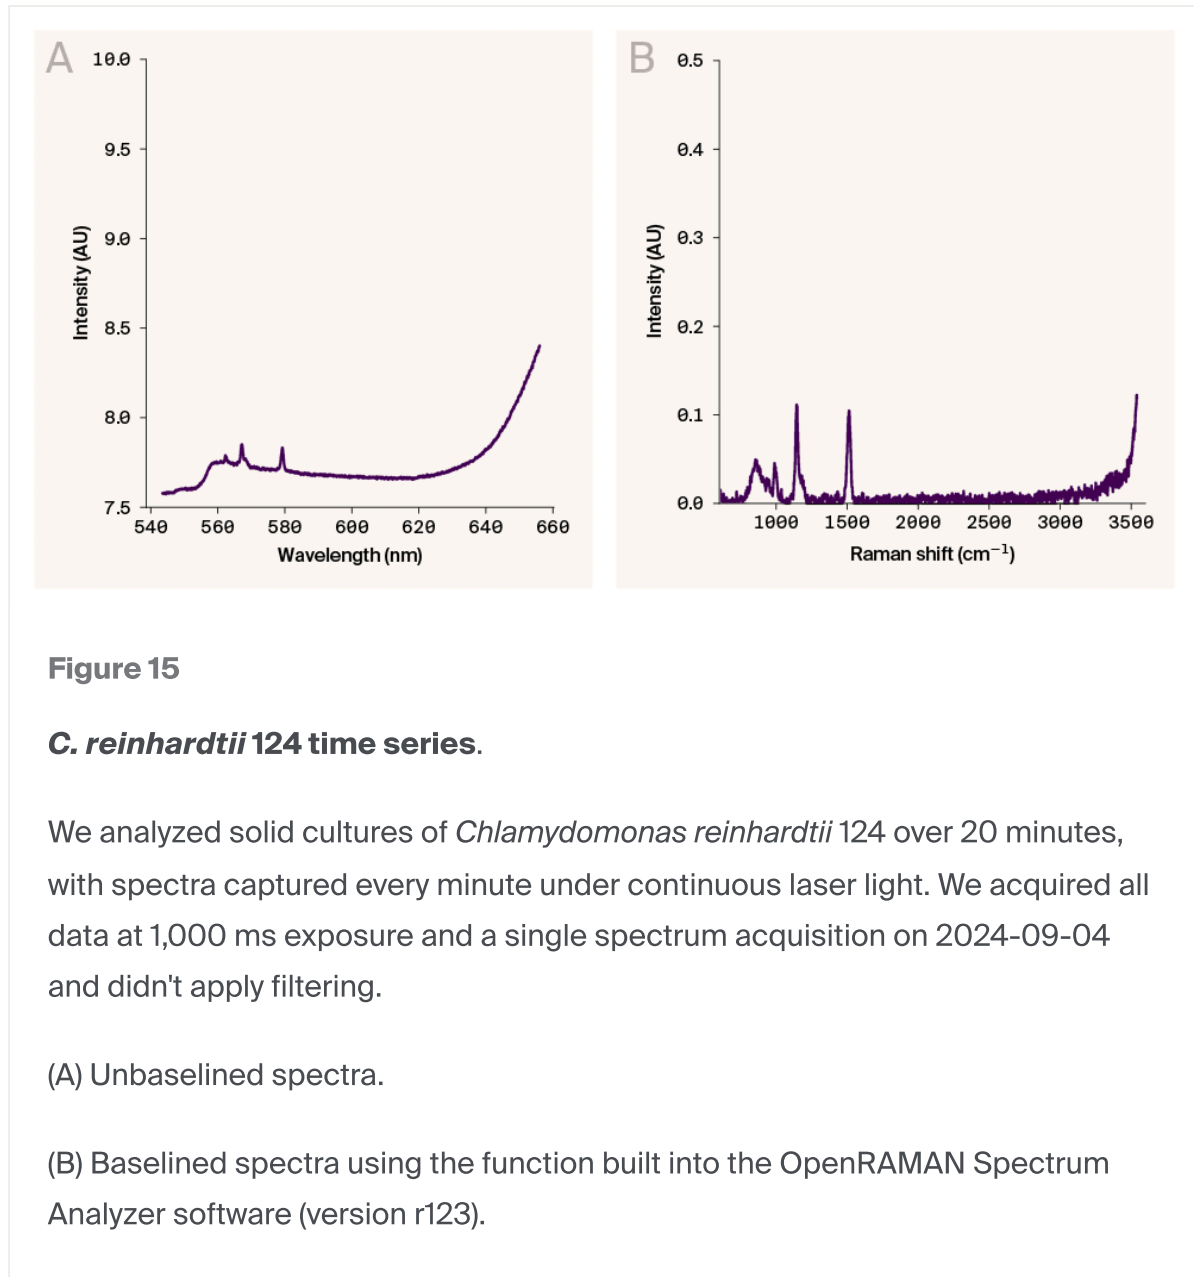 A
10.0
9.5
9.0
8.5
8.0
7.5
540 560 580 600 620 640 660
Intensity (AU)
Wavelength (nm)
B
0.5
0.4
0.3
0.2
0.1
0.0
1000 1500 2000 2500 3000 3500
Intensity (AU)
Raman shift (cm⁻¹)
Figure 15
C. reinhardtii 124 time series.
We analyzed solid cultures of Chlamydomonas reinhardtii 124 over 20 minutes,
with spectra captured every minute under continuous laser light. We acquired all
data at 1,000 ms exposure and a single spectrum acquisition on 2024-09-04
and didn't apply filtering.
(A) Unbaselined spectra.
(B) Baselined spectra using the function built into the OpenRAMAN Spectrum
Analyzer software (version r123).